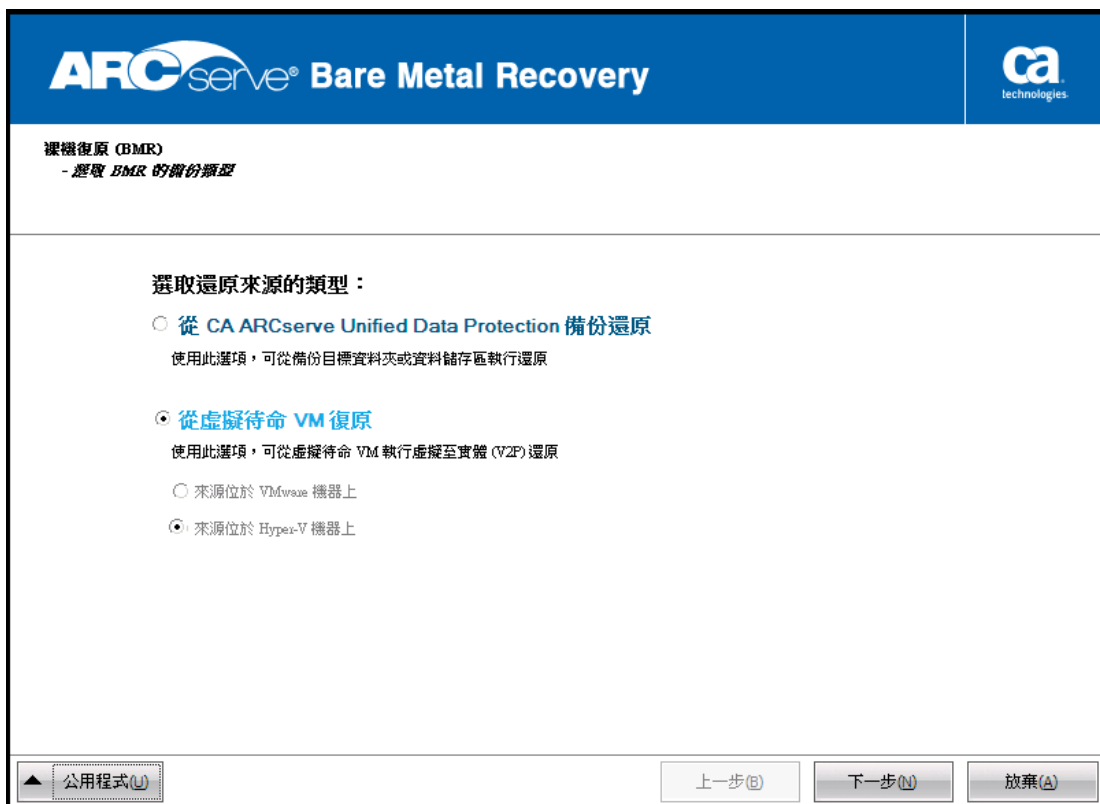 ARCserve® Bare Metal Recovery
ca
technologies
裸機復原 (BMR)
- 選取 BMR 的備份類型
選取還原來源的類型：
從 CA ARCserve Unified Data Protection 備份還原
使用此選項，可從備份目標資料夾或資料儲存區執行還原
從虛擬待命 VM 復原
使用此選項，可從虛擬待命 VM 執行虛擬至實體 (V2P) 還原
來源位於 VMware 機器上
來源位於 Hyper-V 機器上
公用程式(U)
上一步(B)
下一步(N)
放棄(A)